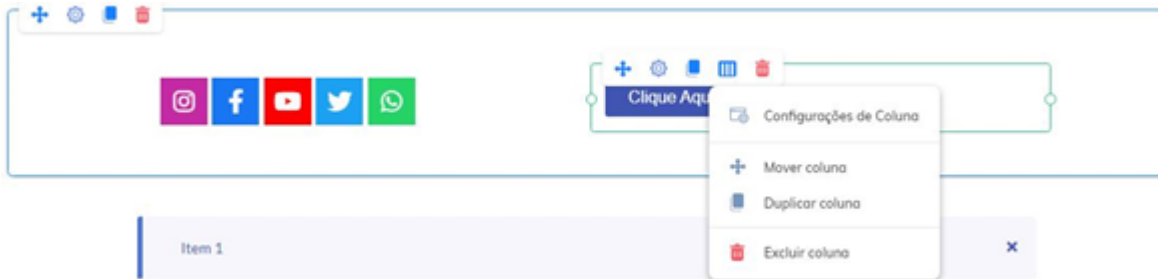 Clique Aqu
Configurações de Coluna
Mover coluna
Duplicar coluna
Excluir coluna
Item 1